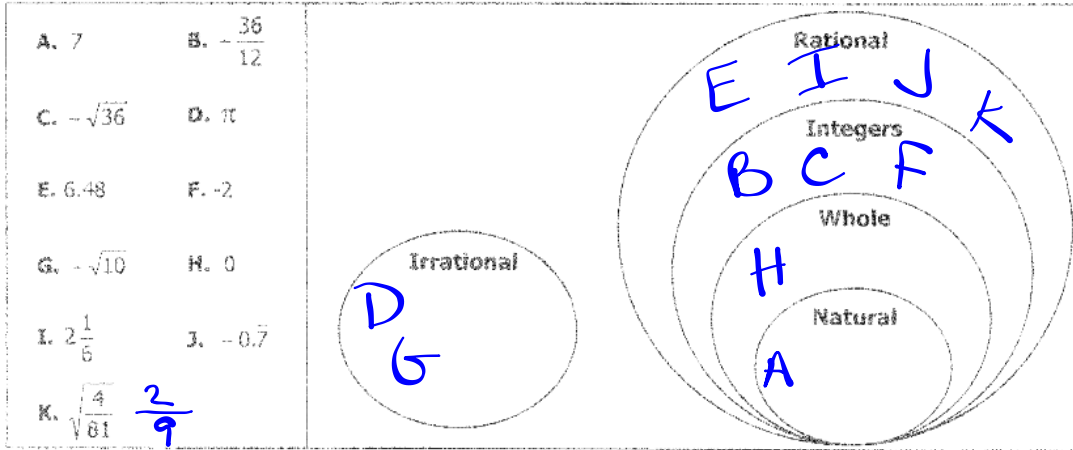 A. 7 B. -36/12
C. -√36 D. π
E. 6.48 F. -2
G. -√10 H. 0
I. 2 1/6 J. -0.7̅
K. √(4/81) 2/9
Irrational
D
G
Rational
E I J K
Integers
B C F
Whole
H
Natural
A